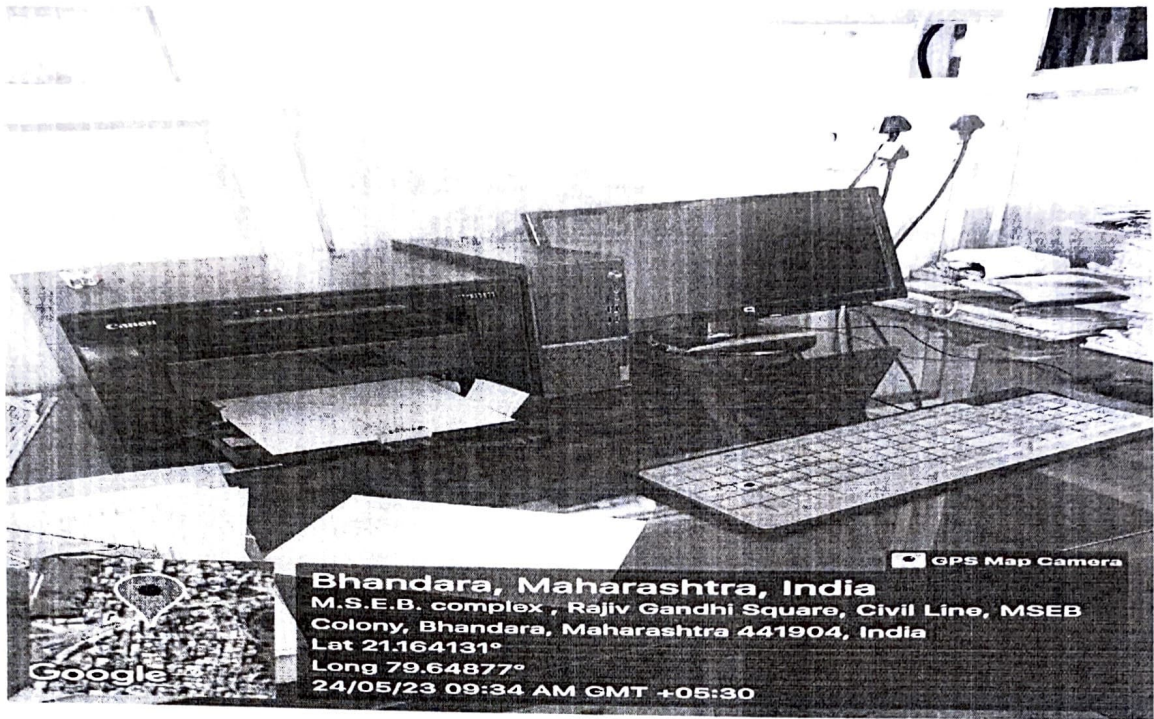 Canon
GPS Map Camera
Bhandara, Maharashtra, India
M.S.E.B. complex , Rajiv Gandhi Square, Civil Line, MSEB
Colony, Bhandara, Maharashtra 441904, India
Lat 21.164131°
Long 79.64877°
24/05/23 09:34 AM GMT +05:30
Google